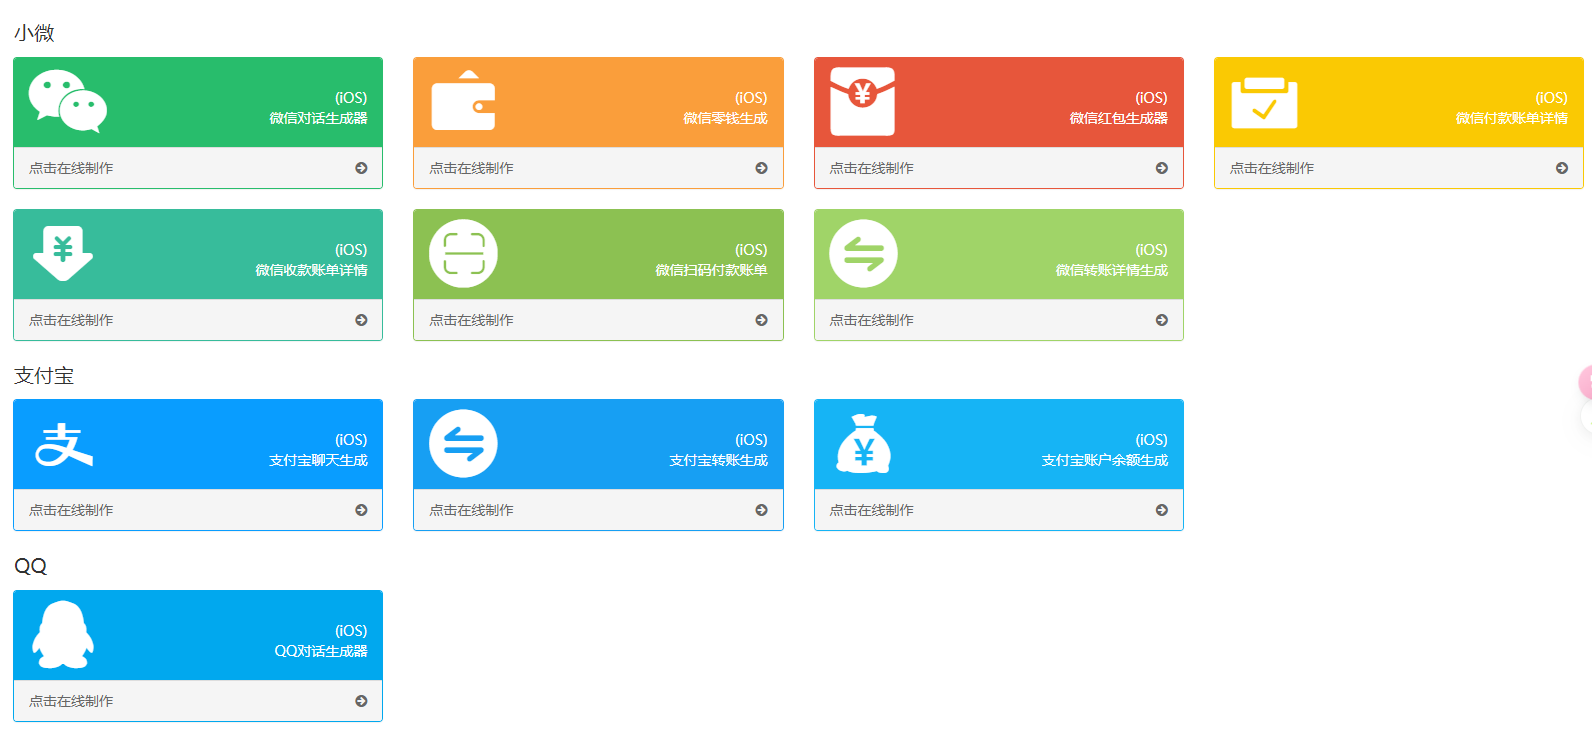 小微
(iOS)
微信对话生成器
点击在线制作
(iOS)
微信零钱生成
点击在线制作
(iOS)
微信红包生成器
点击在线制作
(iOS)
微信付款账单详情
点击在线制作
(iOS)
微信收款账单详情
点击在线制作
(iOS)
微信扫码付款账单
点击在线制作
(iOS)
微信转账详情生成
点击在线制作
支付宝
支
(iOS)
支付宝聊天生成
点击在线制作
(iOS)
支付宝转账生成
点击在线制作
(iOS)
支付宝账户余额生成
点击在线制作
QQ
(iOS)
QQ对话生成器
点击在线制作